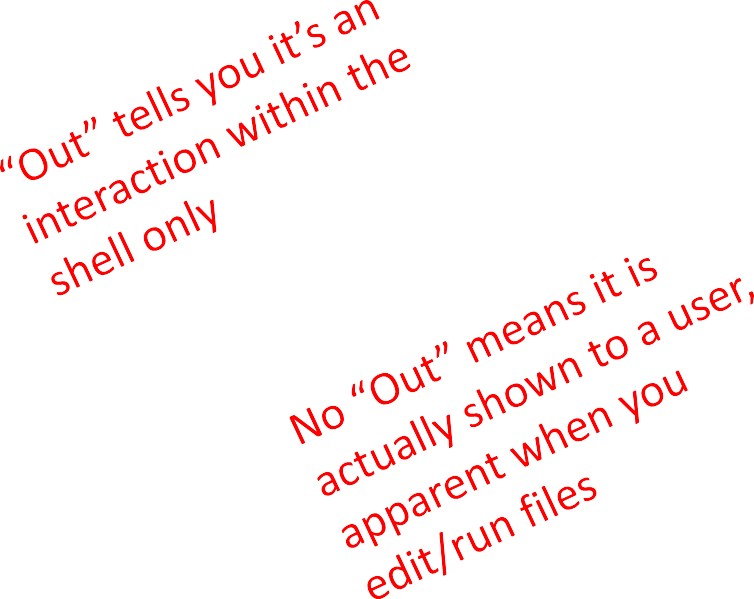 “Out” tells you it’s an
interaction within the
shell only
No “Out” means it is
actually shown to a user,
apparent when you
edit/run files